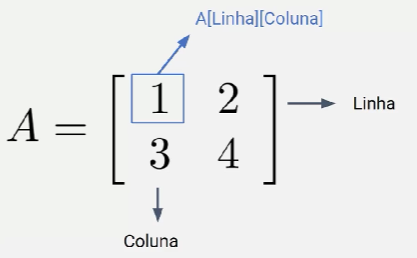 A[Linha][Coluna]
A = [ 1 2
3 4 ]
Linha
Coluna